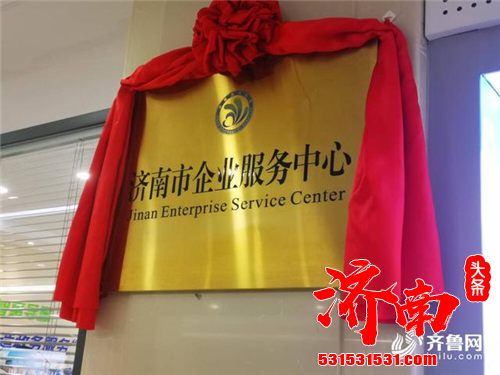 济南市企业服务中心
Jinan Enterprise Service Center
济南
头条
531531531.com
齐鲁网